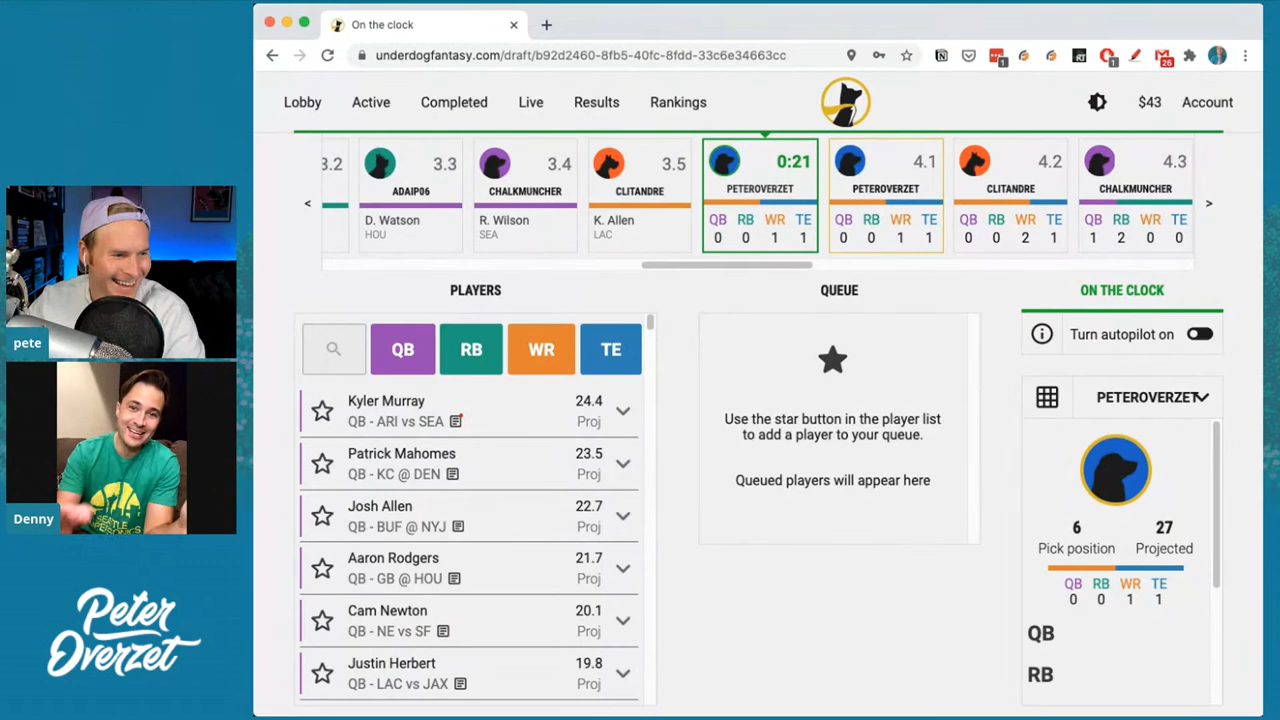 On the clock
underdogfantasy.com/draft/b92d2460-8fb5-40fc-8fdd-33c6e34663cc
1
1
26
Lobby
Active
Completed
Live
Results
Rankings
$43
Account
<
3.2
3.3
ADAIP06
D. Watson
HOU
3.4
CHALKMUNCHER
R. Wilson
SEA
3.5
CLITANDRE
K. Allen
LAC
0:21
PETEROVERZET
QB RB WR TE
0 0 1 1
4.1
PETEROVERZET
QB RB WR TE
0 0 1 1
4.2
CLITANDRE
QB RB WR TE
0 0 2 1
4.3
CHALKMUNCHER
QB RB WR TE
1 2 0 0
>
PLAYERS
QB
RB
WR
TE
Kyler Murray 24.4
QB - ARI vs SEA Proj
Patrick Mahomes 23.5
QB - KC @ DEN Proj
Josh Allen 22.7
QB - BUF @ NYJ Proj
Aaron Rodgers 21.7
QB - GB @ HOU Proj
Cam Newton 20.1
QB - NE vs SF Proj
Justin Herbert 19.8
QB - LAC vs JAX Proj
QUEUE
Use the star button in the player list
to add a player to your queue.
Queued players will appear here
ON THE CLOCK
Turn autopilot on
PETEROVERZET
6 27
Pick position Projected
QB RB WR TE
0 0 1 1
QB
RB
pete
Denny
SEATTLE
SUPERSONICS
Peter
Overzet